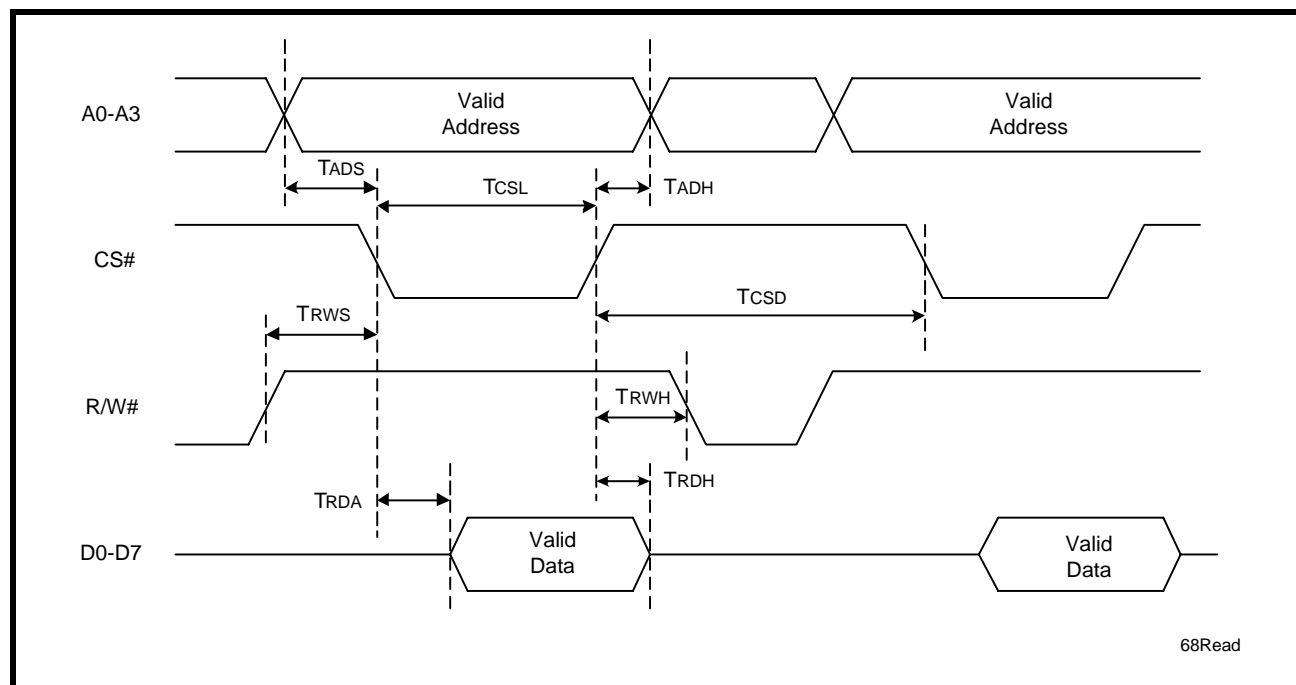 A0-A3
Valid
Address
Valid
Address
TADS
TCSL
TADH
CS#
TCSD
TRWS
R/W#
TRWH
TRDA
TRDH
D0-D7
Valid
Data
Valid
Data
68Read